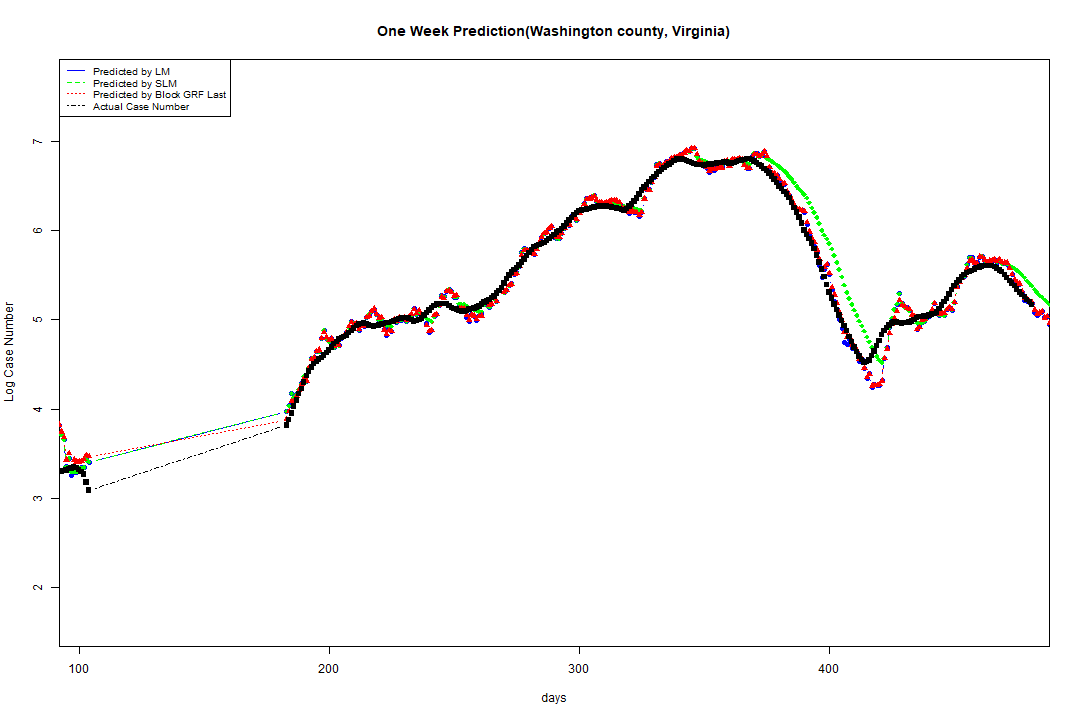 One Week Prediction(Washington county, Virginia)
Predicted by LM
Predicted by SLM
Predicted by Block GRF Last
Actual Case Number
7
6
5
4
3
2
Log Case Number
100 200 300 400
days